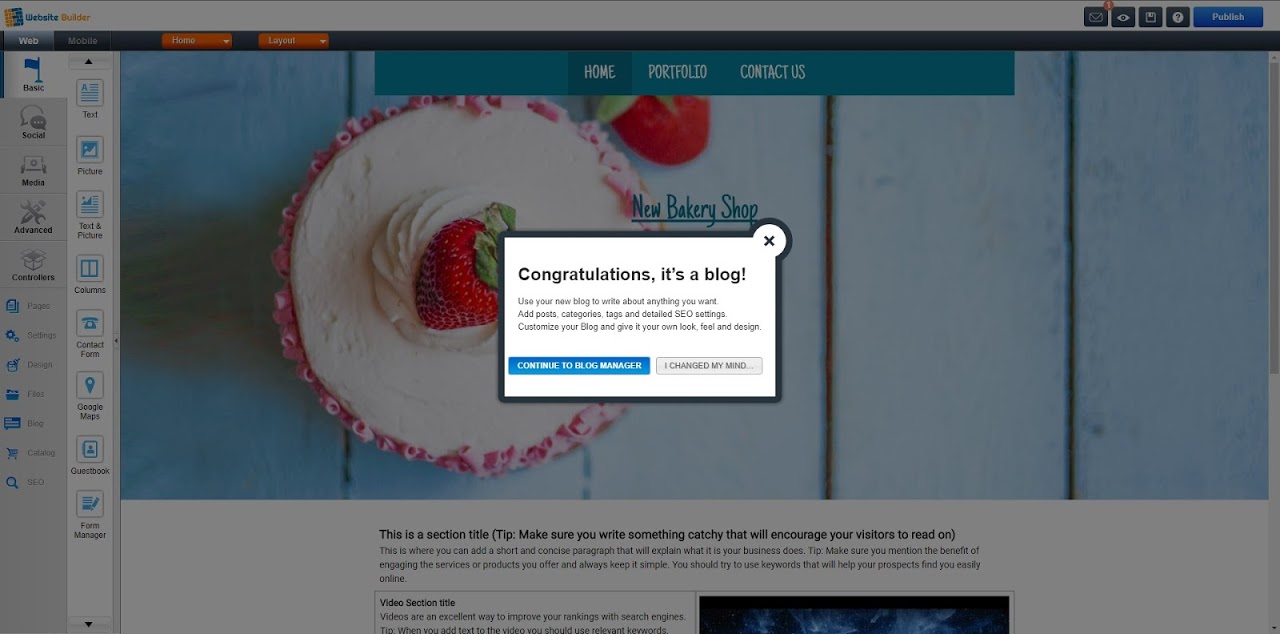 Website Builder
1
Publish
Web
Mobile
Home
Layout
Basic
Social
Media
Advanced
Controllers
Pages
Settings
Design
Files
Blog
Catalog
SEO
Text
Picture
Text &
Picture
Columns
Contact
Form
Google
Maps
Guestbook
Form
Manager
HOME
PORTFOLIO
CONTACT US
New Bakery Shop
Congratulations, it's a blog!
Use your new blog to write about anything you want.
Add posts, categories, tags and detailed SEO settings.
Customize your Blog and give it your own look, feel and design.
CONTINUE TO BLOG MANAGER
I CHANGED MY MIND...
This is a section title (Tip: Make sure you write something catchy that will encourage your visitors to read on)
This is where you can add a short and concise paragraph that will explain what it is your business does. Tip: Make sure you mention the benefit of
engaging the services or products you offer and always keep it simple. You should try to use keywords that will help your prospects find you easily
online.
Video Section title
Videos are an excellent way to improve your rankings with search engines.
Tip: When you add text to the video you should use relevant keywords.